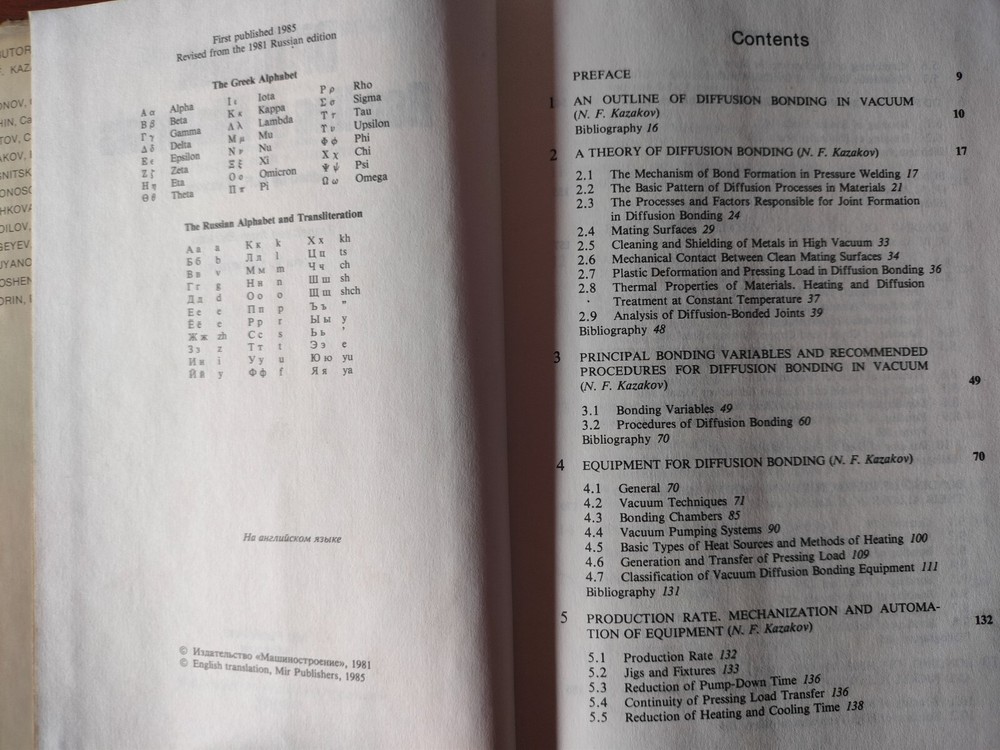 UTOR
KAZ
ONOV,
HIN, Ca
TOV, C
AKOV,
GNITSK
ONOSO
HKOVA
DILOV,
GEYEV
UYANO
OSHEN
ORIN,
First published 1985
Revised from the 1981 Russian edition
The Greek Alphabet
Α α Alpha Ι ι Iota Ρ ρ Rho
Β β Beta Κ κ Kappa Σ σ Sigma
Γ γ Gamma Λ λ Lambda Τ τ Tau
Δ δ Delta Μ μ Mu Τ υ Upsilon
Ε ε Epsilon Ν ν Nu Φ φ Phi
Ζ ζ Zeta Ξ ξ Xi Χ χ Chi
Η η Eta Ο ο Omicron Ψ ψ Psi
Θ θ Theta Π π Pi Ω ω Omega
The Russian Alphabet and Transliteration
А а a К к k Х х kh
Б б b Л л l Ц ц ts
В в v М м m Ч ч ch
Г г g Н н n Ш ш sh
Д д d О о o Щ щ shch
Е е e П п p Ъ ъ "
Ё ё e Р р r Ы ы y
Ж ж zh С с s Ь ь '
З з z Т т t Э э e
И и i У у u Ю ю yu
Й й y Ф ф f Я я ya
На английском языке
© Издательство «Машиностроение», 1981
© English translation, Mir Publishers, 1985
Contents
PREFACE 9
1 AN OUTLINE OF DIFFUSION BONDING IN VACUUM
(N. F. Kazakov) 10
Bibliography 16
2 A THEORY OF DIFFUSION BONDING (N. F. Kazakov) 17
2.1 The Mechanism of Bond Formation in Pressure Welding 17
2.2 The Basic Pattern of Diffusion Processes in Materials 21
2.3 The Processes and Factors Responsible for Joint Formation
in Diffusion Bonding 24
2.4 Mating Surfaces 29
2.5 Cleaning and Shielding of Metals in High Vacuum 33
2.6 Mechanical Contact Between Clean Mating Surfaces 34
2.7 Plastic Deformation and Pressing Load in Diffusion Bonding 36
2.8 Thermal Properties of Materials. Heating and Diffusion
Treatment at Constant Temperature 37
2.9 Analysis of Diffusion-Bonded Joints 39
Bibliography 48
3 PRINCIPAL BONDING VARIABLES AND RECOMMENDED
PROCEDURES FOR DIFFUSION BONDING IN VACUUM
(N. F. Kazakov) 49
3.1 Bonding Variables 49
3.2 Procedures of Diffusion Bonding 60
Bibliography 70
4 EQUIPMENT FOR DIFFUSION BONDING (N. F. Kazakov) 70
4.1 General 70
4.2 Vacuum Techniques 71
4.3 Bonding Chambers 85
4.4 Vacuum Pumping Systems 90
4.5 Basic Types of Heat Sources and Methods of Heating 100
4.6 Generation and Transfer of Pressing Load 109
4.7 Classification of Vacuum Diffusion Bonding Equipment 111
Bibliography 131
5 PRODUCTION RATE. MECHANIZATION AND AUTOMA-
TION OF EQUIPMENT (N. F. Kazakov) 132
5.1 Production Rate 132
5.2 Jigs and Fixtures 133
5.3 Reduction of Pump-Down Time 136
5.4 Continuity of Pressing Load Transfer 136
5.5 Reduction of Heating and Cooling Time 138